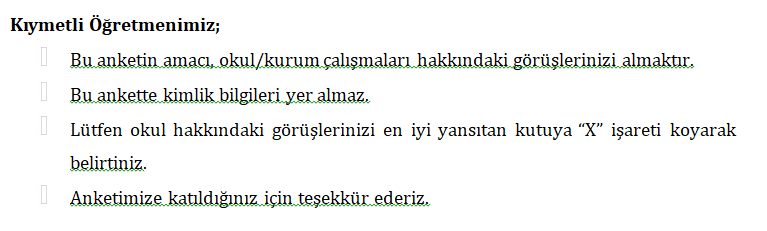 Kıymetli Öğretmenimiz;
Bu anketin amacı, okul/kurum çalışmaları hakkındaki görüşlerinizi almaktır.
Bu ankette kimlik bilgileri yer almaz.
Lütfen okul hakkındaki görüşlerinizi en iyi yansıtan kutuya “X” işareti koyarak
belirtiniz.
Anketimize katıldığınız için teşekkür ederiz.